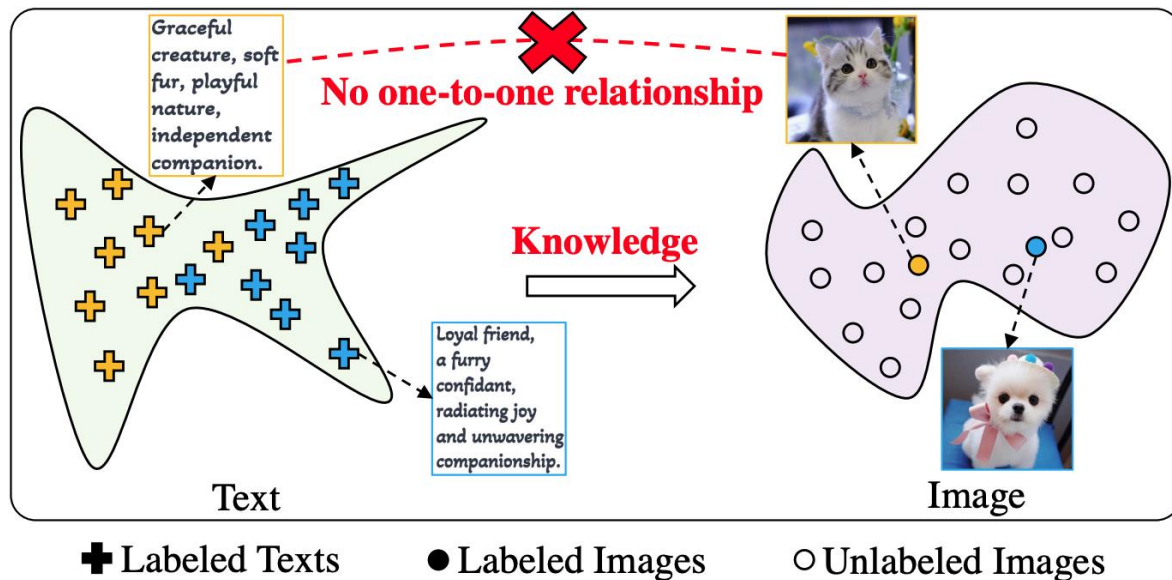 Graceful
creature, soft
fur, playful
nature,
independent
companion.
No one-to-one relationship
Knowledge
Loyal friend,
a furry
confidant,
radiating joy
and unwavering
companionship.
Text
Image
Labeled Texts
Labeled Images
Unlabeled Images